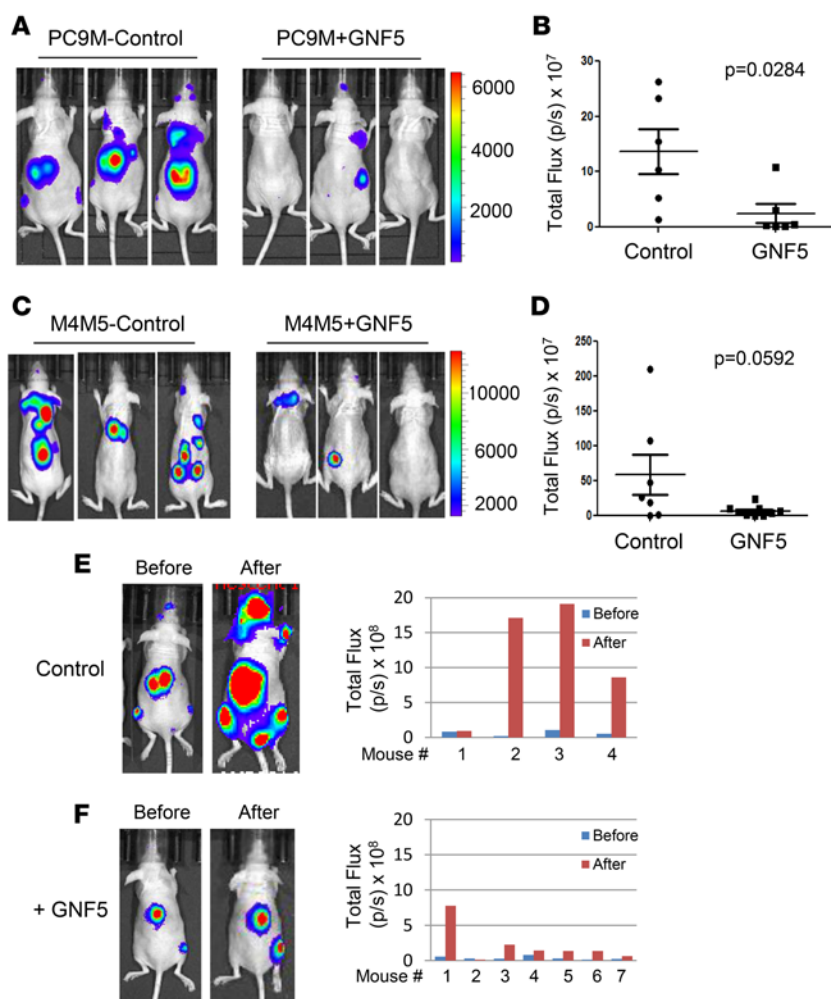 A
PC9M-Control
PC9M+GNF5
6000
4000
2000
B
p=0.0284
Total Flux (p/s) x 10⁷
30
20
10
0
Control
GNF5
C
M4M5-Control
M4M5+GNF5
10000
8000
6000
4000
2000
D
p=0.0592
Total Flux (p/s) x 10⁷
250
200
150
100
50
0
Control
GNF5
E
Before
After
Control
Total Flux
(p/s) x 10⁸
20
15
10
5
0
Before
After
Mouse # 1 2 3 4
F
Before
After
+ GNF5
Total Flux
(p/s) x 10⁸
20
15
10
5
0
Before
After
Mouse # 1 2 3 4 5 6 7